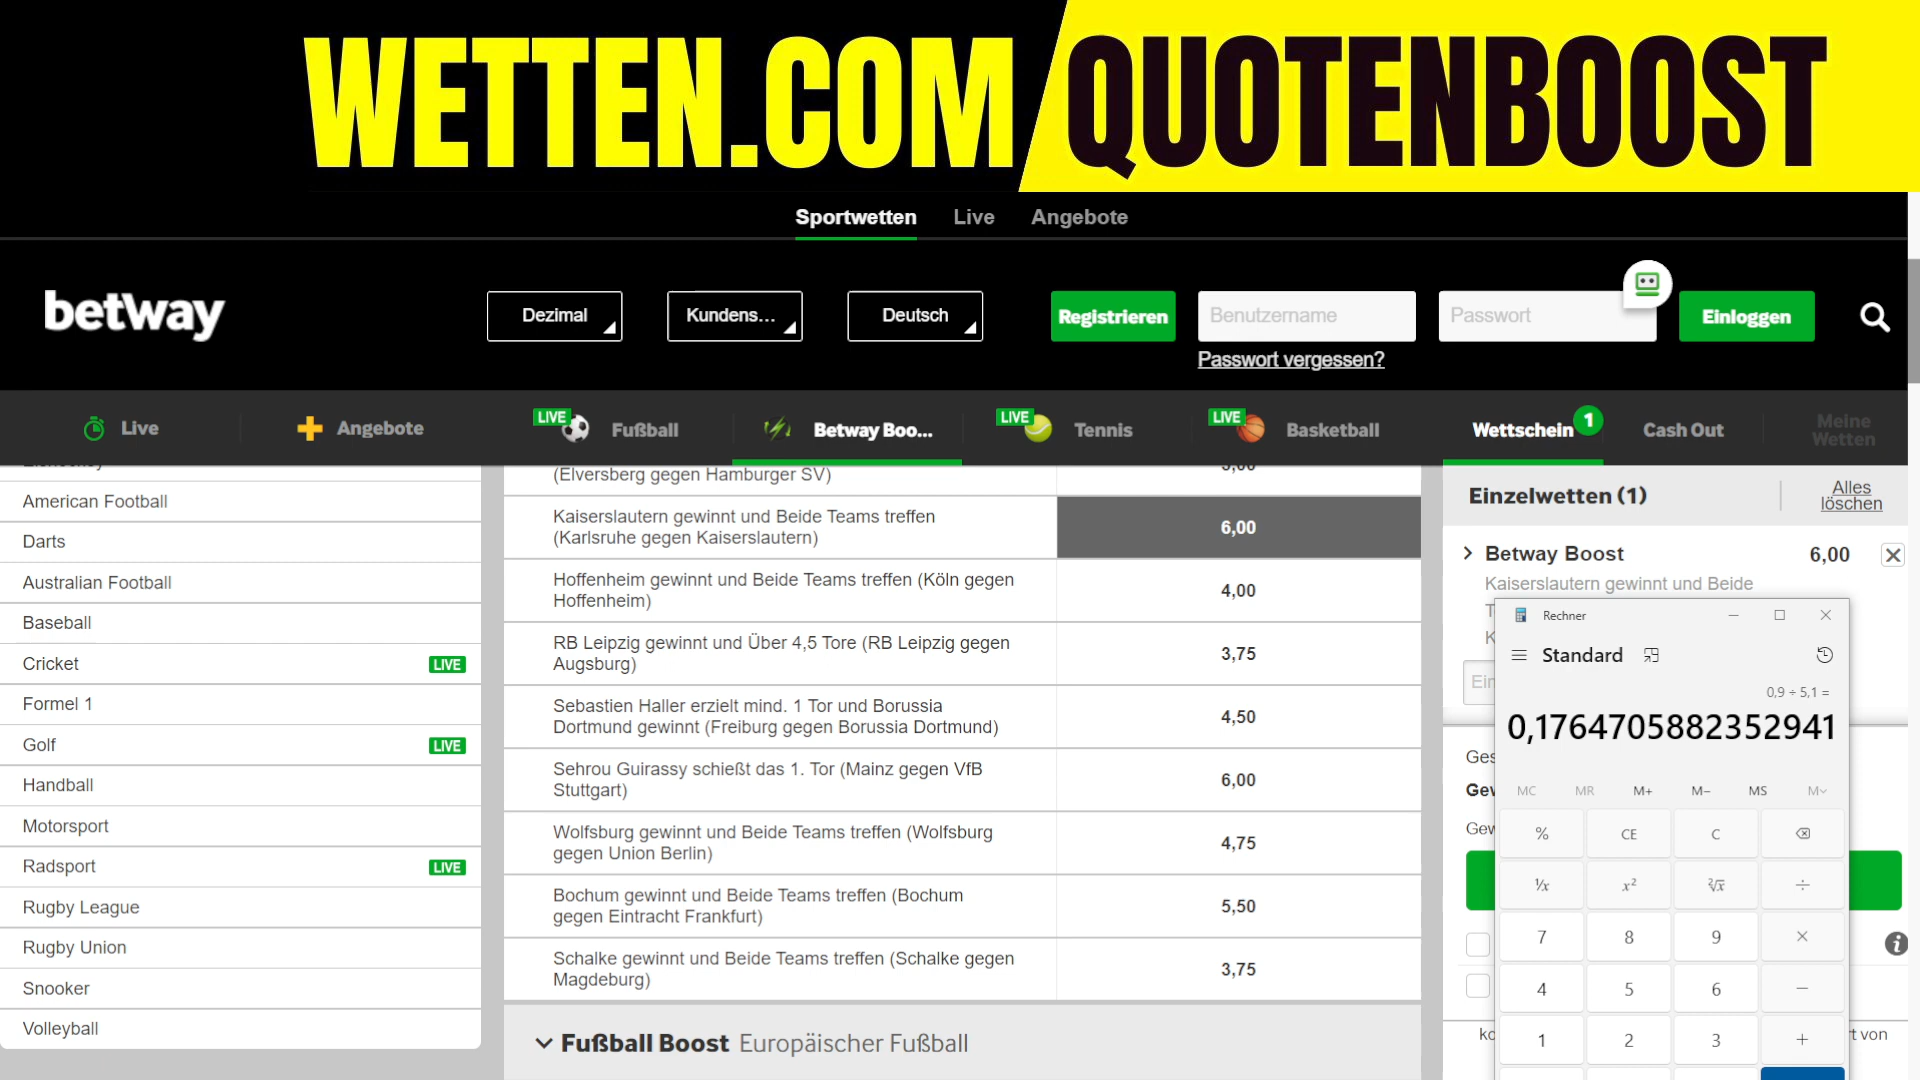 WETTEN.COM QUOTENBOOST
Sportwetten Live Angebote
betway
Dezimal
Kundens...
Deutsch
Registrieren
Benutzername
Passwort
Einloggen
Passwort vergessen?
Live
Angebote
LIVE Fußball
Betway Boo...
LIVE Tennis
LIVE Basketball
Wettschein 1
Cash Out
Meine
Wetten
American Football
Darts
Australian Football
Baseball
Cricket LIVE
Formel 1
Golf LIVE
Handball
Motorsport
Radsport LIVE
Rugby League
Rugby Union
Snooker
Volleyball
(Elversberg gegen Hamburger SV)
Kaiserslautern gewinnt und Beide Teams treffen
(Karlsruhe gegen Kaiserslautern)
6,00
Hoffenheim gewinnt und Beide Teams treffen (Köln gegen
Hoffenheim)
4,00
RB Leipzig gewinnt und Über 4,5 Tore (RB Leipzig gegen
Augsburg)
3,75
Sebastien Haller erzielt mind. 1 Tor und Borussia
Dortmund gewinnt (Freiburg gegen Borussia Dortmund)
4,50
Sehrou Guirassy schießt das 1. Tor (Mainz gegen VfB
Stuttgart)
6,00
Wolfsburg gewinnt und Beide Teams treffen (Wolfsburg
gegen Union Berlin)
4,75
Bochum gewinnt und Beide Teams treffen (Bochum
gegen Eintracht Frankfurt)
5,50
Schalke gewinnt und Beide Teams treffen (Schalke gegen
Magdeburg)
3,75
Fußball Boost Europäischer Fußball
Einzelwetten (1)
Alles
löschen
Betway Boost 6,00
Kaiserslautern gewinnt und Beide
T
K
Ein
Ges
Gew
Gew
ko
t von
Rechner
Standard
0,9 ÷ 5,1 =
0,1764705882352941
MC MR M+ M− MS M˅
% CE C
¹/x x² ²√x ÷
7 8 9 ×
4 5 6 −
1 2 3 +